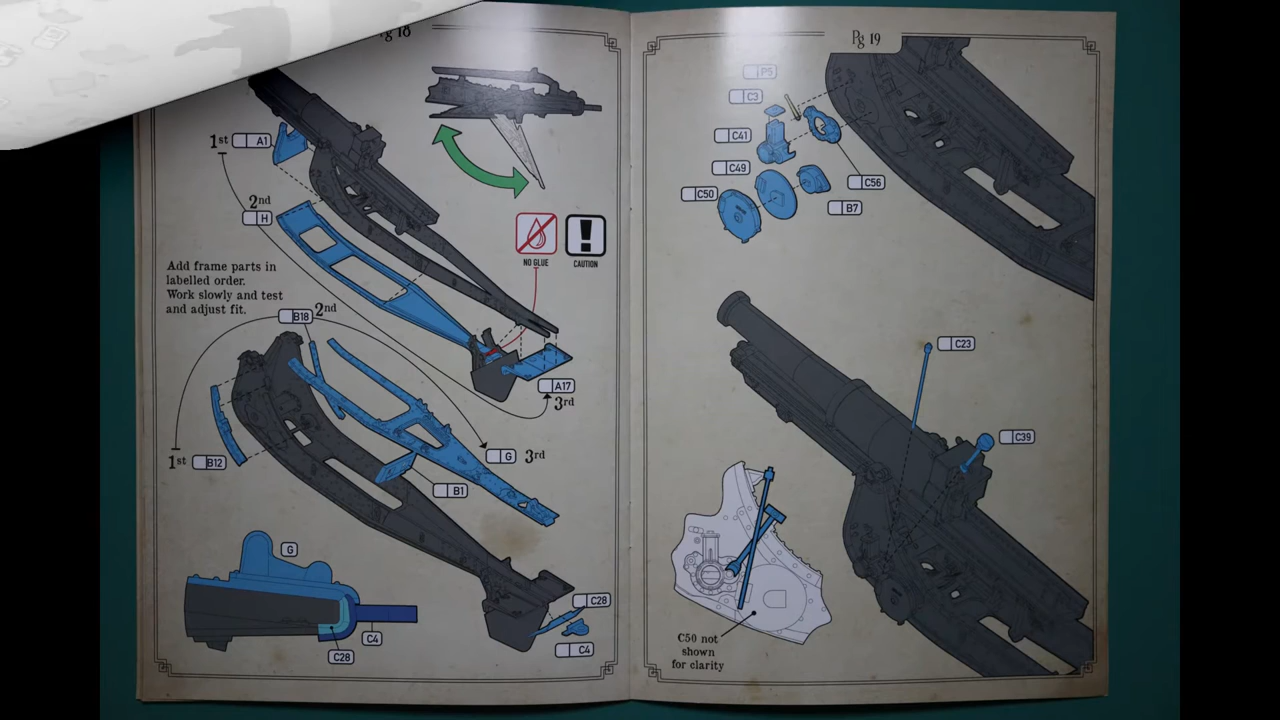 Pg 18
1st
A1
2nd
H
NO GLUE
CAUTION
Add frame parts in
labelled order.
Work slowly and test
and adjust fit.
B18
2nd
A17
3rd
1st
B12
G
3rd
B1
G
C28
C4
C28
C4
Pg 19
P5
C3
C41
C49
C50
C56
B7
C23
C39
C50 not
shown
for clarity